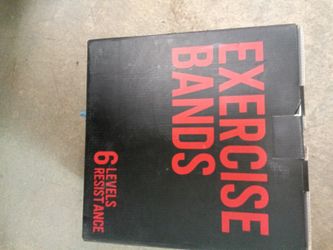 EXERCISE
BANDS
6 LEVELS
RESISTANCE